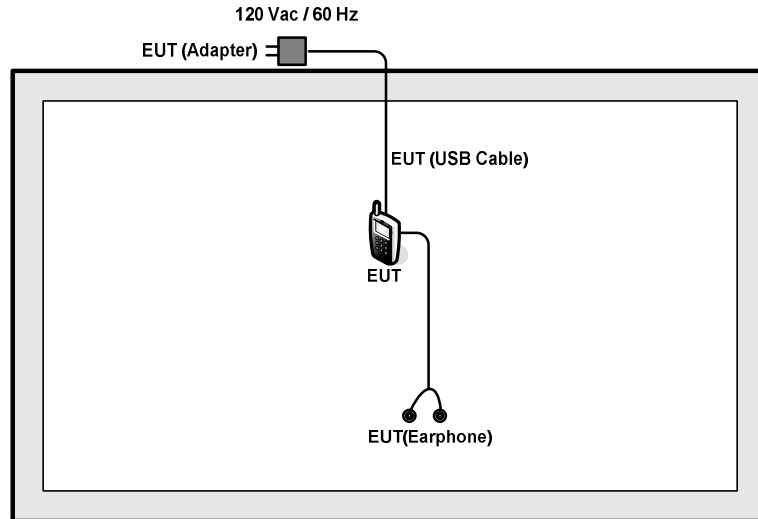 120 Vac / 60 Hz
EUT (Adapter)
EUT (USB Cable)
EUT
EUT(Earphone)